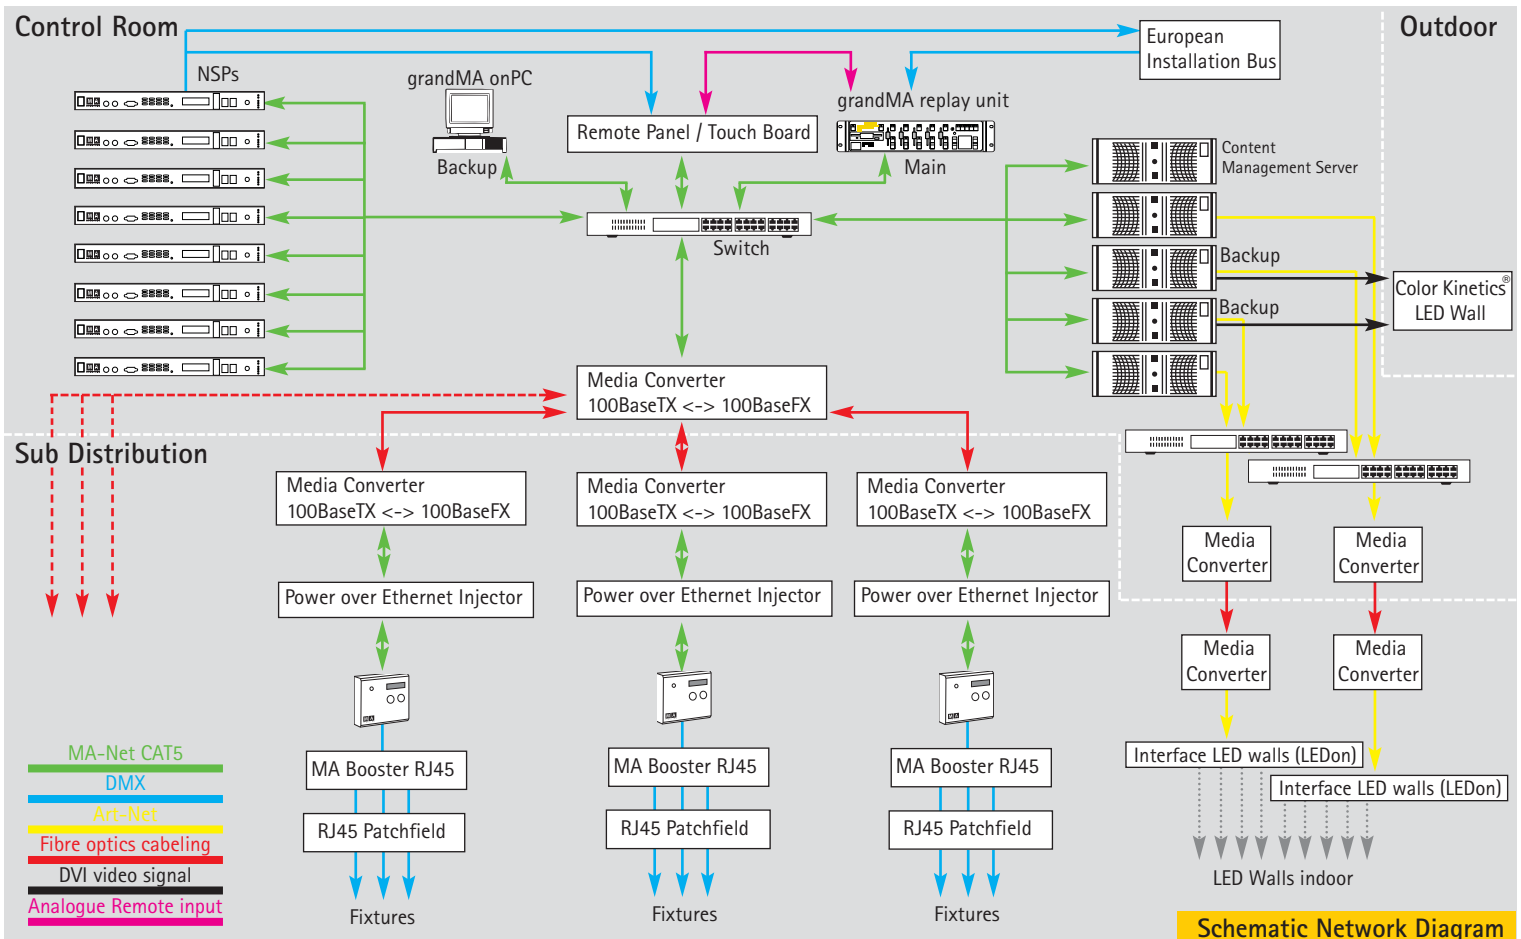 Control Room
Outdoor
European
Installation Bus
NSPs
grandMA onPC
grandMA replay unit
Remote Panel / Touch Board
Backup
Main
Content
Management Server
Switch
Backup
Backup
Color Kinetics®
LED Wall
Media Converter
100BaseTX <-> 100BaseFX
Sub Distribution
Media Converter
100BaseTX <-> 100BaseFX
Media Converter
100BaseTX <-> 100BaseFX
Media Converter
100BaseTX <-> 100BaseFX
Media
Converter
Media
Converter
Power over Ethernet Injector
Power over Ethernet Injector
Power over Ethernet Injector
Media
Converter
Media
Converter
MA Booster RJ45
MA Booster RJ45
MA Booster RJ45
Interface LED walls (LEDon)
Interface LED walls (LEDon)
RJ45 Patchfield
RJ45 Patchfield
RJ45 Patchfield
LED Walls indoor
Fixtures
Fixtures
Fixtures
MA-Net CAT5
DMX
Art-Net
Fibre optics cabeling
DVI video signal
Analogue Remote input
Schematic Network Diagram